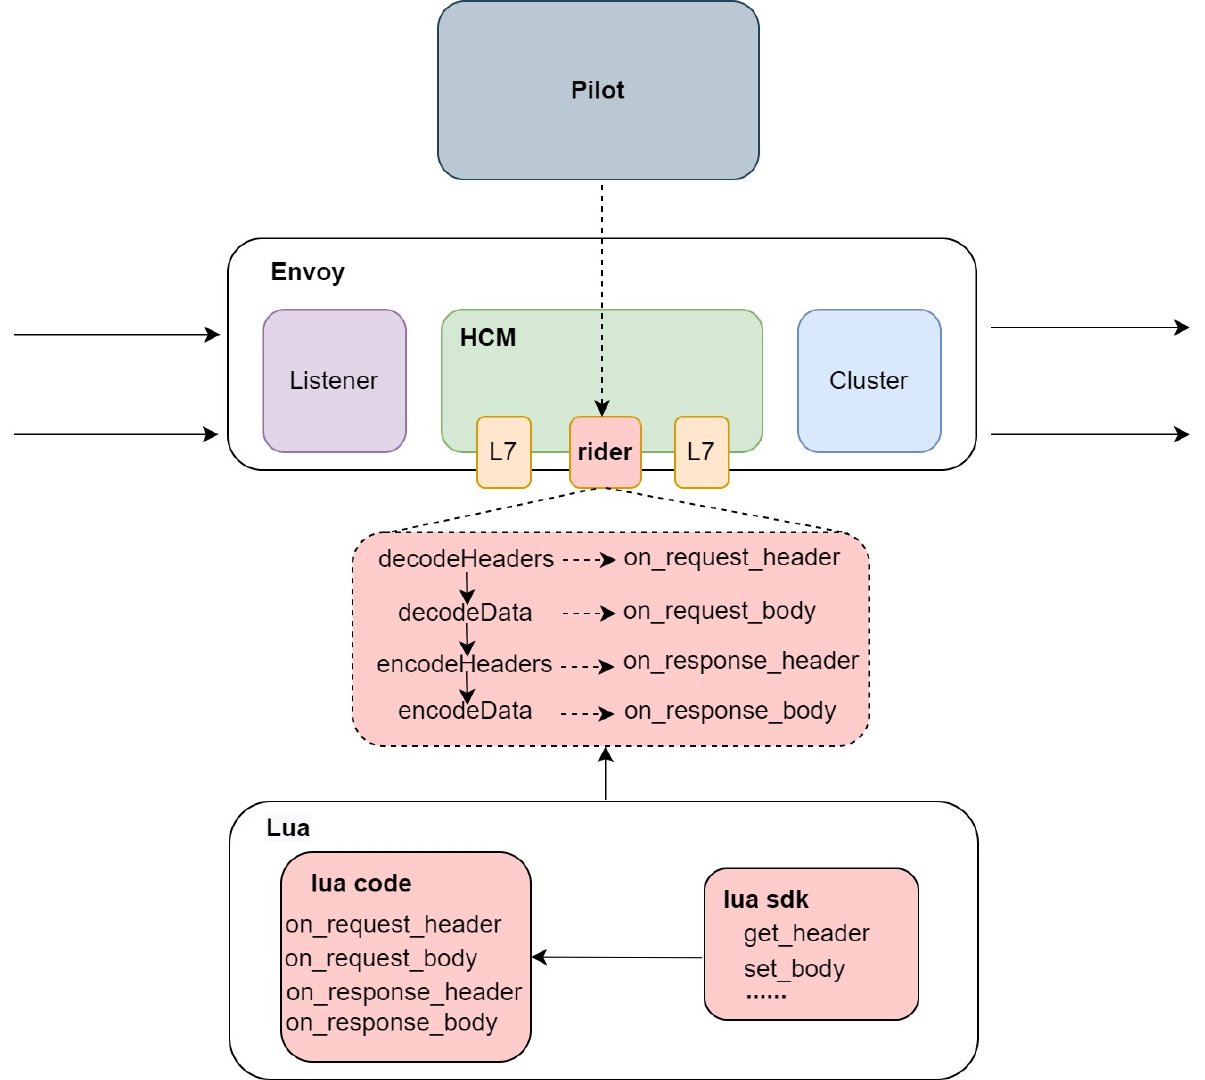 Pilot
Envoy
Listener
HCM
Cluster
L7
rider
L7
decodeHeaders
on_request_header
decodeData
on_request_body
encodeHeaders
on_response_header
encodeData
on_response_body
Lua
lua code
on_request_header
on_request_body
on_response_header
on_response_body
lua sdk
get_header
set_body
......